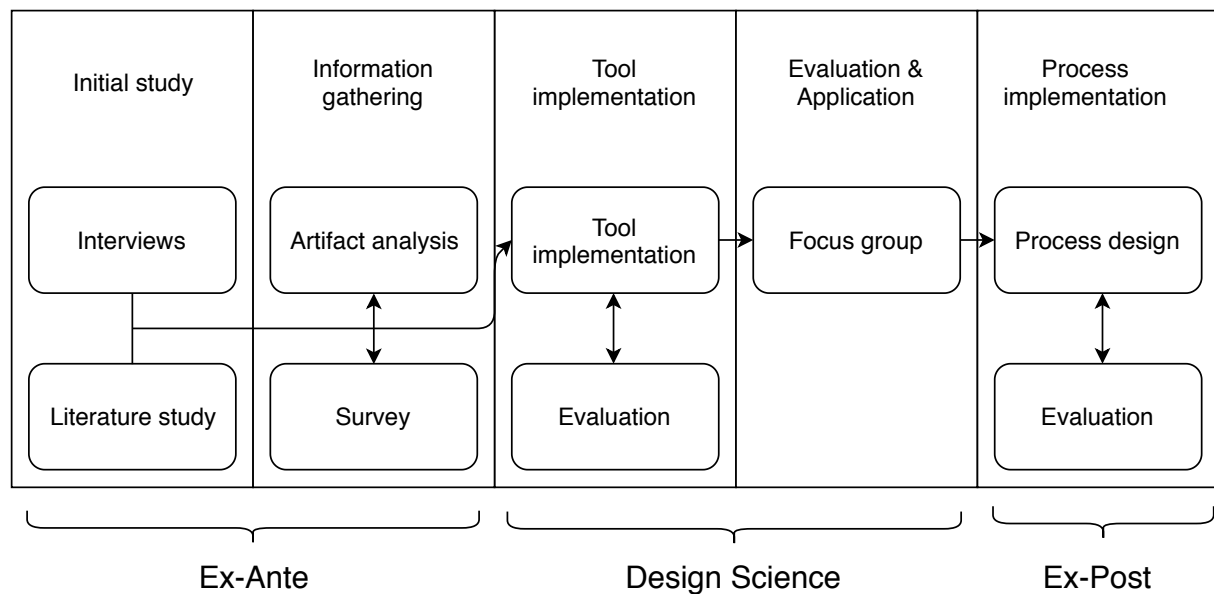 Initial study
Information
gathering
Tool
implementation
Evaluation &
Application
Process
implementation
Interviews
Artifact analysis
Tool
implementation
Focus group
Process design
Literature study
Survey
Evaluation
Evaluation
Ex-Ante
Design Science
Ex-Post